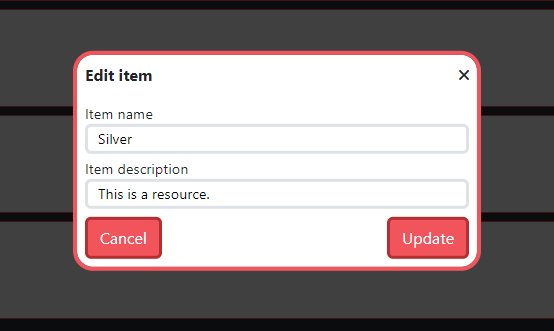 Edit item ×
Item name
Silver
Item description
This is a resource.
Cancel Update